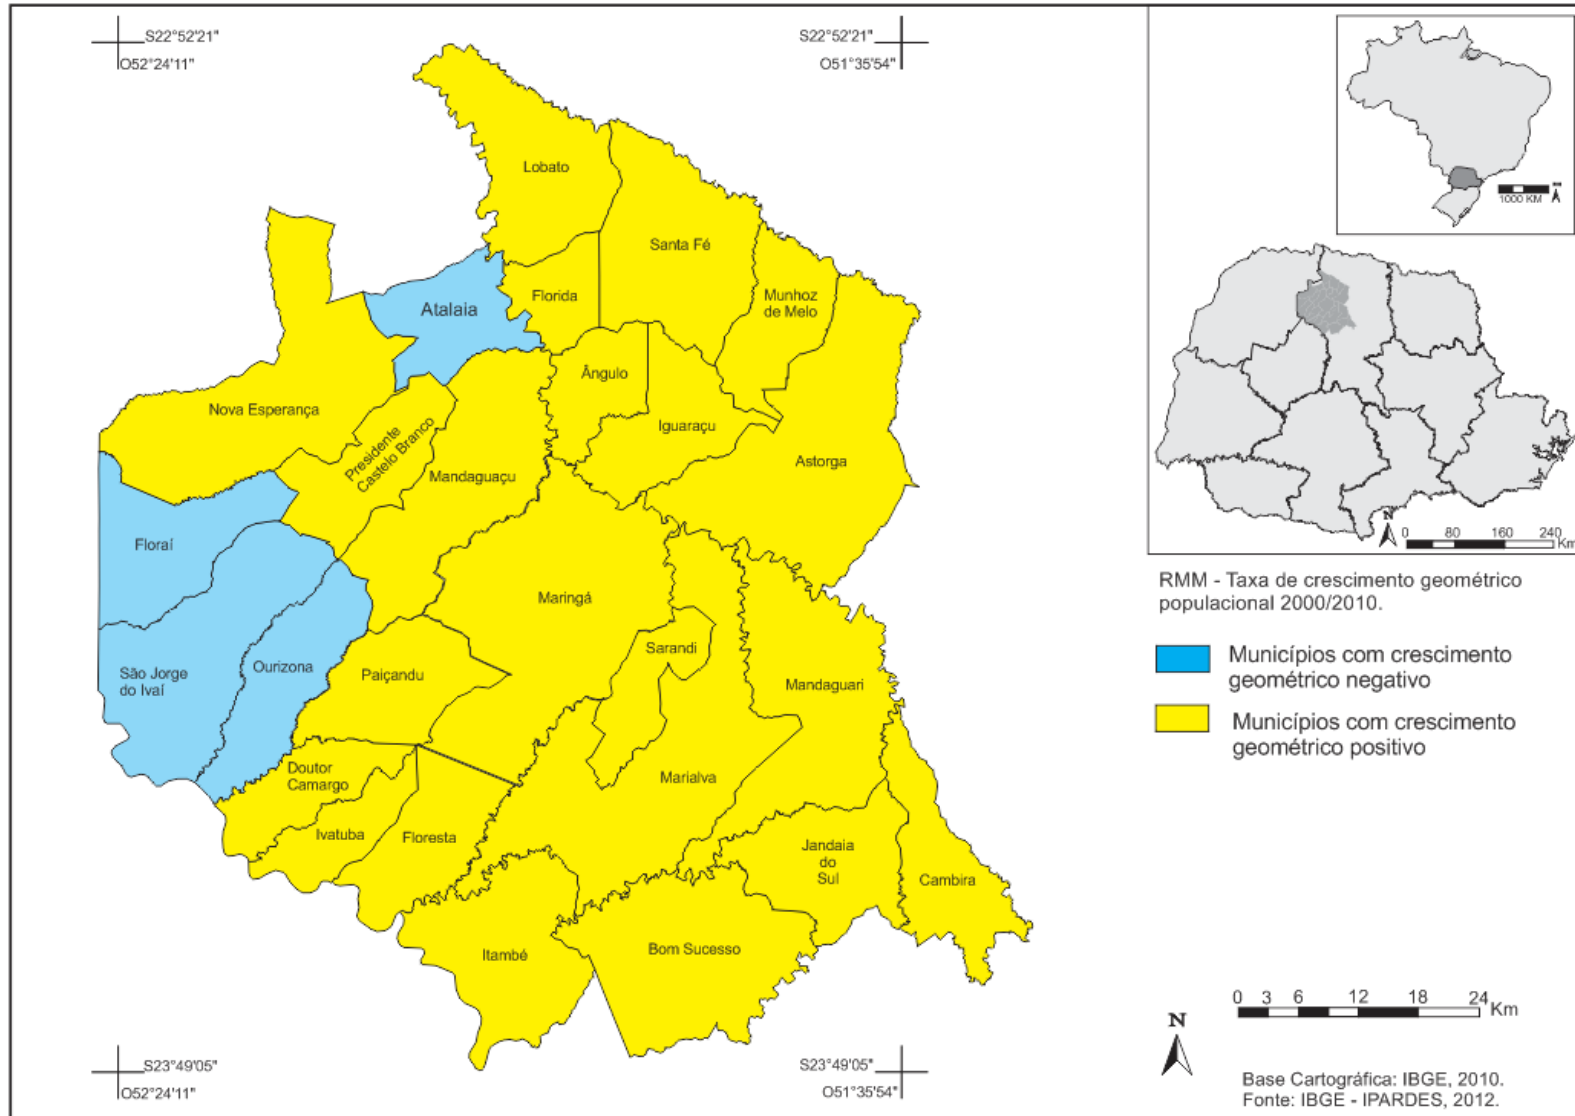 S22°52'21"
O52°24'11"
S22°52'21"
O51°35'54"
Lobato
Santa Fé
Atalaia
Florida
Munhoz
de Melo
Ângulo
Nova Esperança
Iguaraçu
Presidente
Castelo Branco
Mandaguaçu
Astorga
Floraí
Maringá
Sarandi
São Jorge
do Ivaí
Ourizona
Paiçandu
Mandaguari
Doutor
Camargo
Marialva
Ivatuba
Floresta
Jandaia
do
Sul
Cambira
Itambé
Bom Sucesso
S23°49'05"
O52°24'11"
S23°49'05"
O51°35'54"
1000 KM
N
0 80 160 240
Km
RMM - Taxa de crescimento geométrico
populacional 2000/2010.
Municípios com crescimento
geométrico negativo
Municípios com crescimento
geométrico positivo
0 3 6 12 18 24
Km
N
Base Cartográfica: IBGE, 2010.
Fonte: IBGE - IPARDES, 2012.